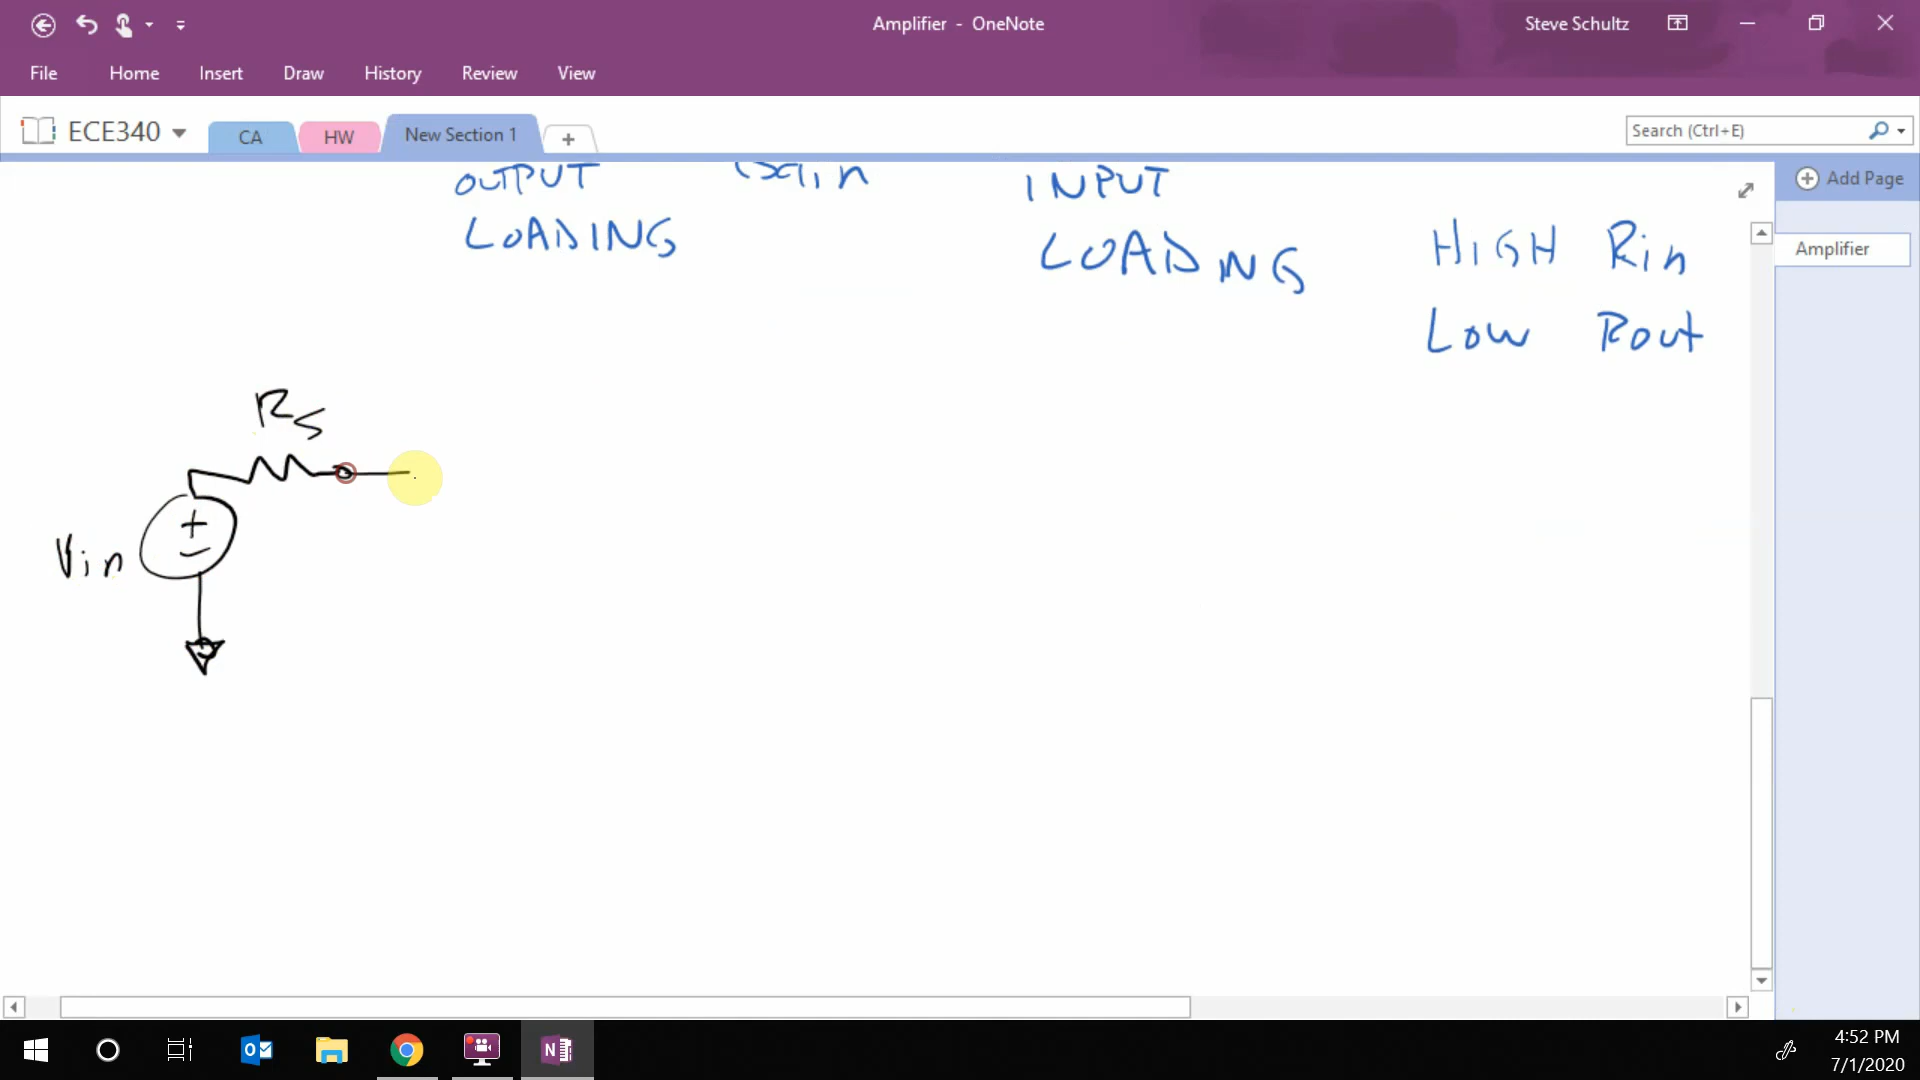 Amplifier - OneNote
Steve Schultz
File Home Insert Draw History Review View
ECE340
CA
HW
New Section 1
Search (Ctrl+E)
Add Page
Amplifier
OUTPUT
LOADING
Gain
INPUT
LOADING
HIGH Rin
Low Rout
Rs
+
-
Vin
4:52 PM
7/1/2020